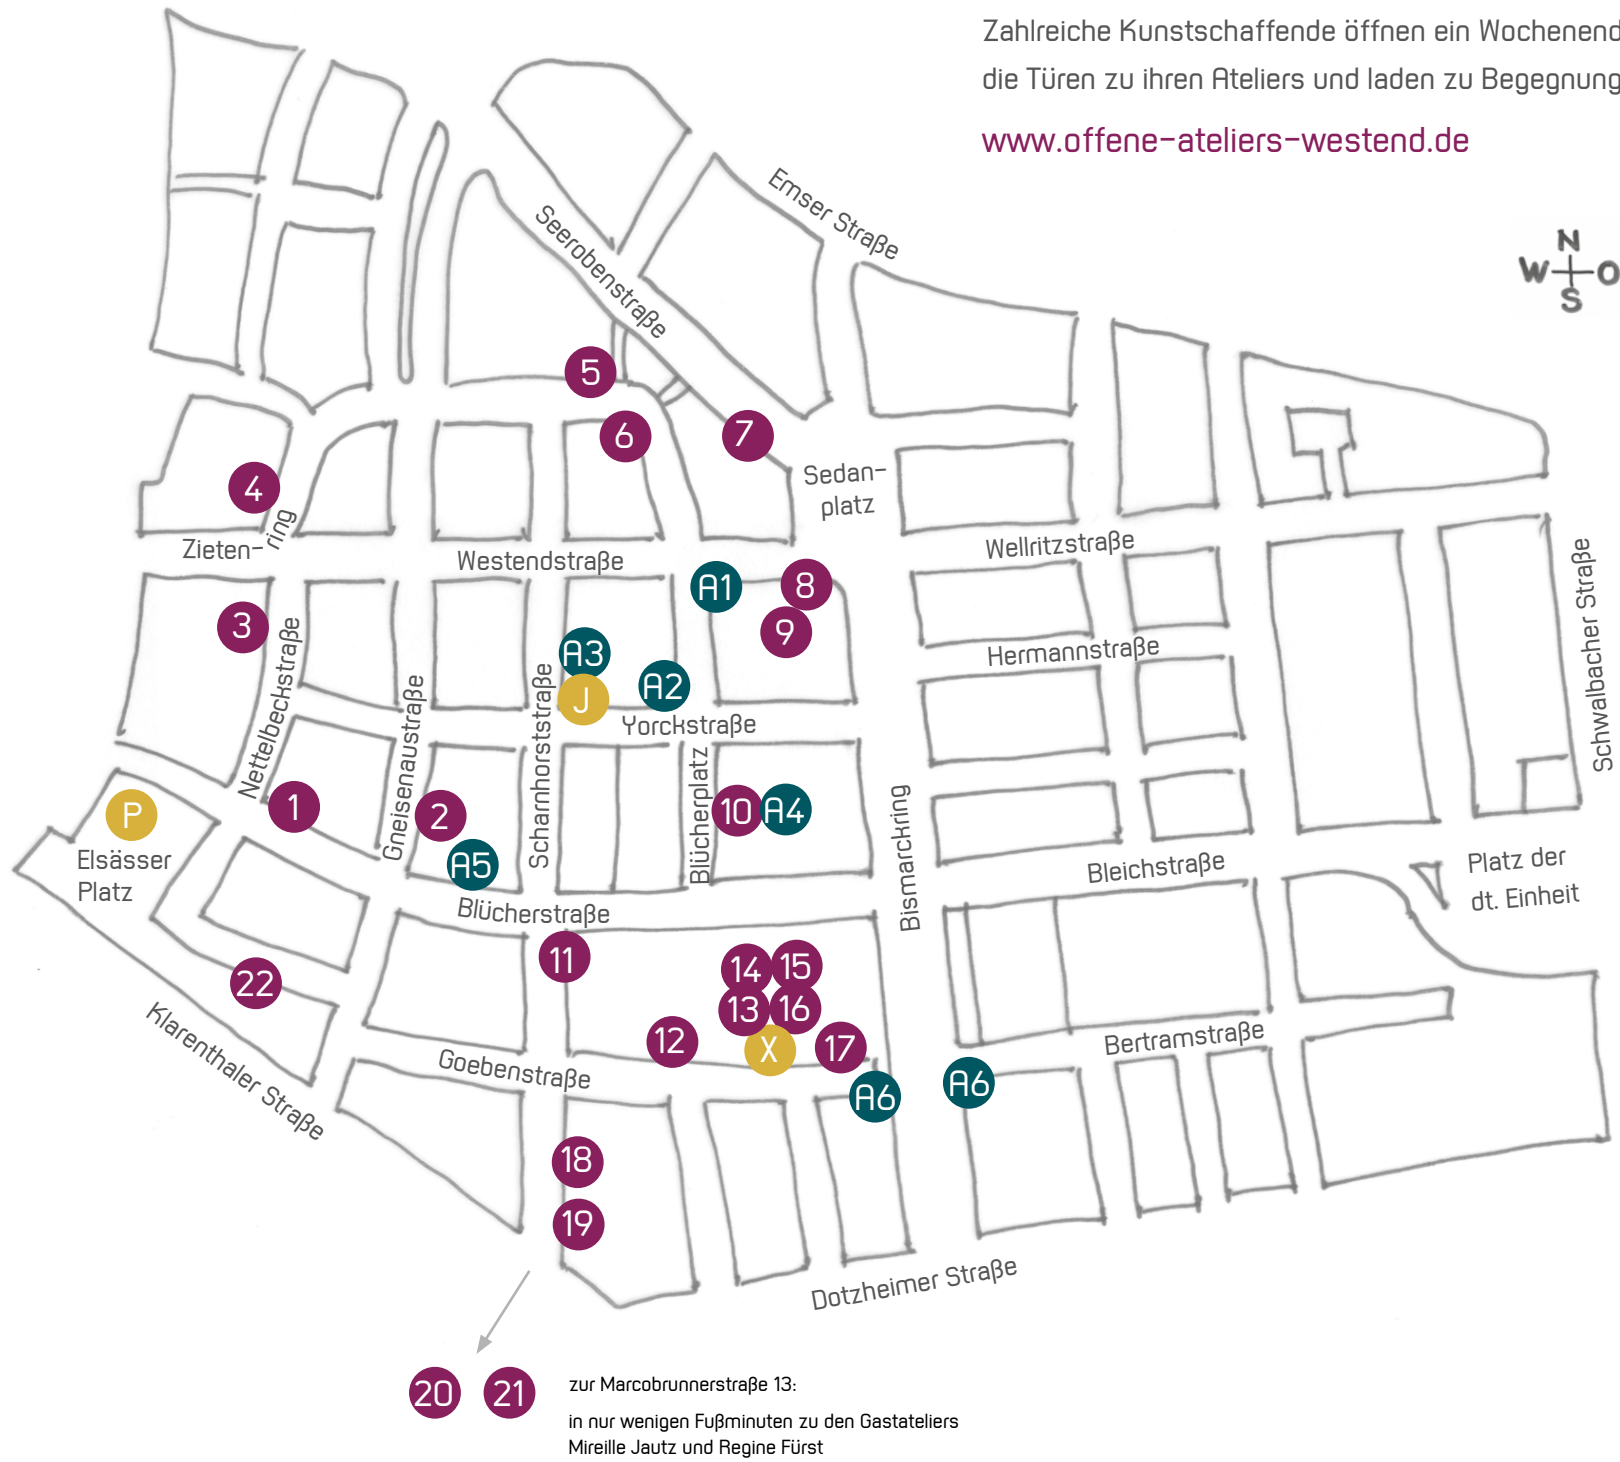 Zahlreiche Kunstschaffende öffnen ein Wochenend
die Türen zu ihren Ateliers und laden zu Begegnung
www.offene-ateliers-westend.de
N
W O
S
Emser Straße
Seerobenstraße
5
6
7
Sedan-
platz
4
Zieten-ring
Westendstraße
Wellritzstraße
A1
8
9
3
Nettelbeckstraße
A3
J
A2
Hermannstraße
Schwalbacher Straße
Gneisenaustraße
Scharnhorststraße
Yorckstraße
Blücherplatz
1
2
10
A4
P
Elsässer
Platz
A5
Bismarckring
Bleichstraße
Platz der
dt. Einheit
Blücherstraße
11
14
15
22
13
16
12
X
17
Klarenthaler Straße
Goebenstraße
Bertramstraße
A6
A6
18
19
Dotzheimer Straße
20
21
zur Marcobrunnerstraße 13:
in nur wenigen Fußminuten zu den Gastateliers
Mireille Jautz und Regine Fürst